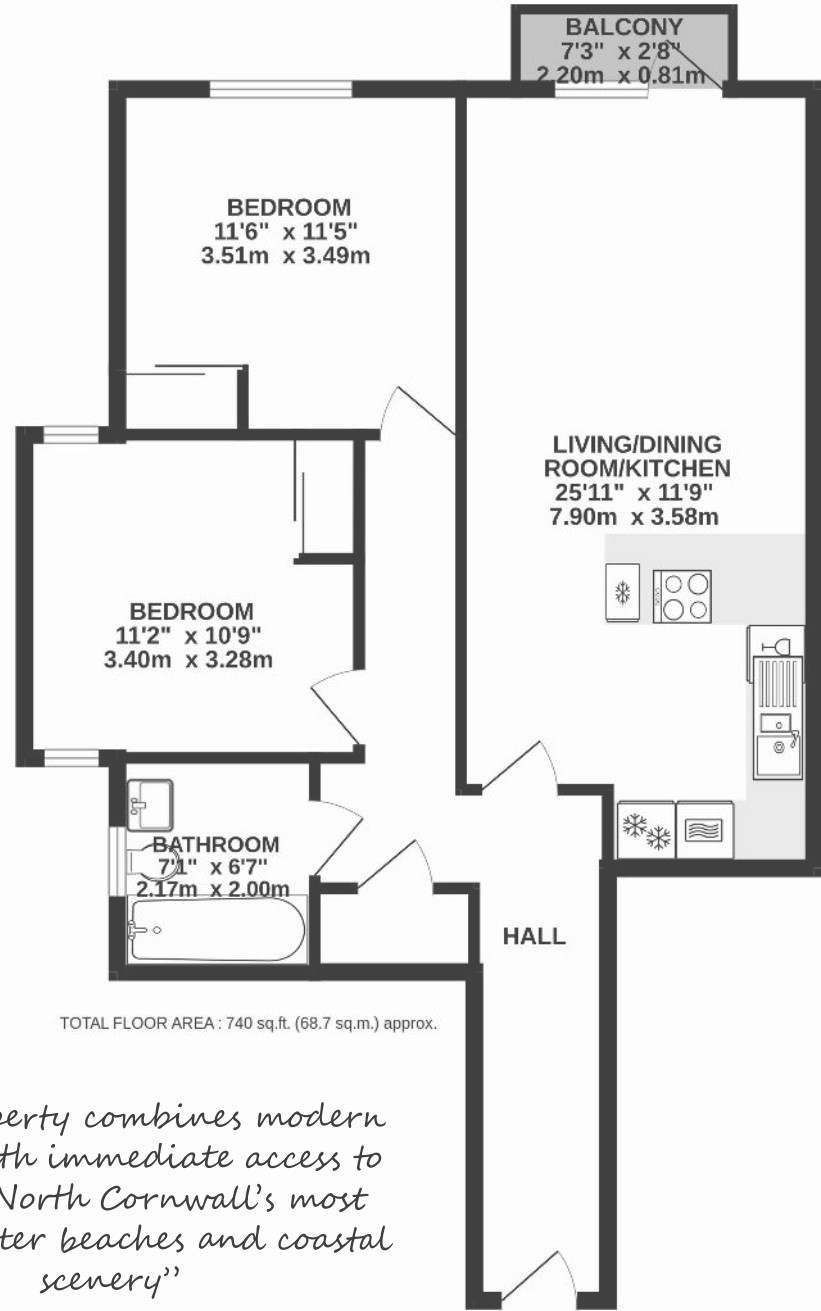 BALCONY
7'3" x 2'8"
2.20m x 0.81m
BEDROOM
11'6" x 11'5"
3.51m x 3.49m
LIVING/DINING
ROOM/KITCHEN
25'11" x 11'9"
7.90m x 3.58m
BEDROOM
11'2" x 10'9"
3.40m x 3.28m
BATHROOM
7'1" x 6'7"
2.17m x 2.00m
HALL
TOTAL FLOOR AREA : 740 sq.ft. (68.7 sq.m.) approx.
combines modern
immediate access to
North Cornwall's most
beaches and coastal
scenery”